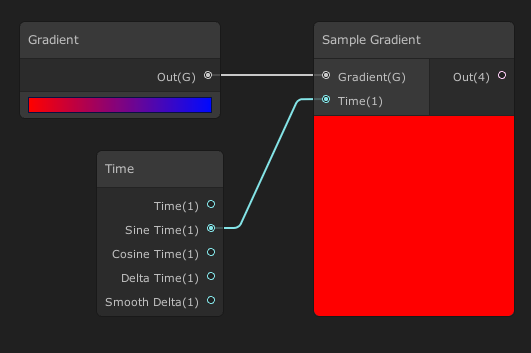 Gradient
Out(G)
Sample Gradient
Gradient(G)
Out(4)
Time(1)
Time
Time(1)
Sine Time(1)
Cosine Time(1)
Delta Time(1)
Smooth Delta(1)